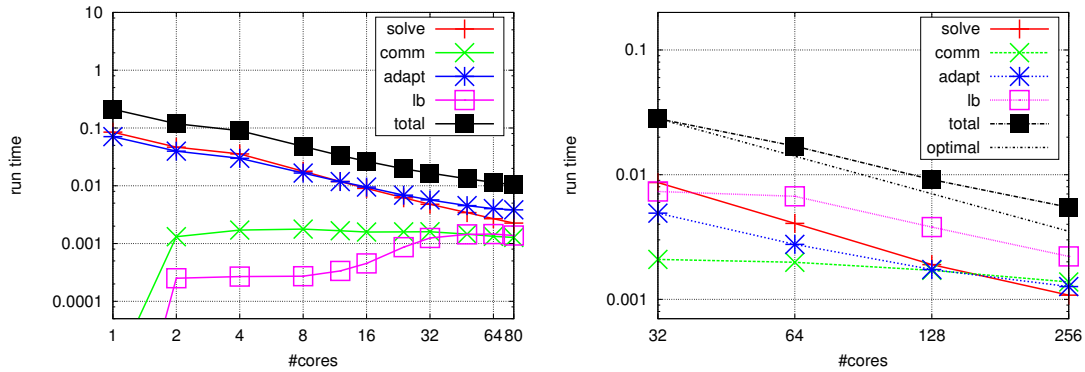 10
1
0.1
0.01
0.001
0.0001
1
2
4
8
16
32
64
80
run time
#cores
solve
comm
adapt
lb
total
0.1
0.01
0.001
32
64
128
256
run time
#cores
solve
comm
adapt
lb
total
optimal